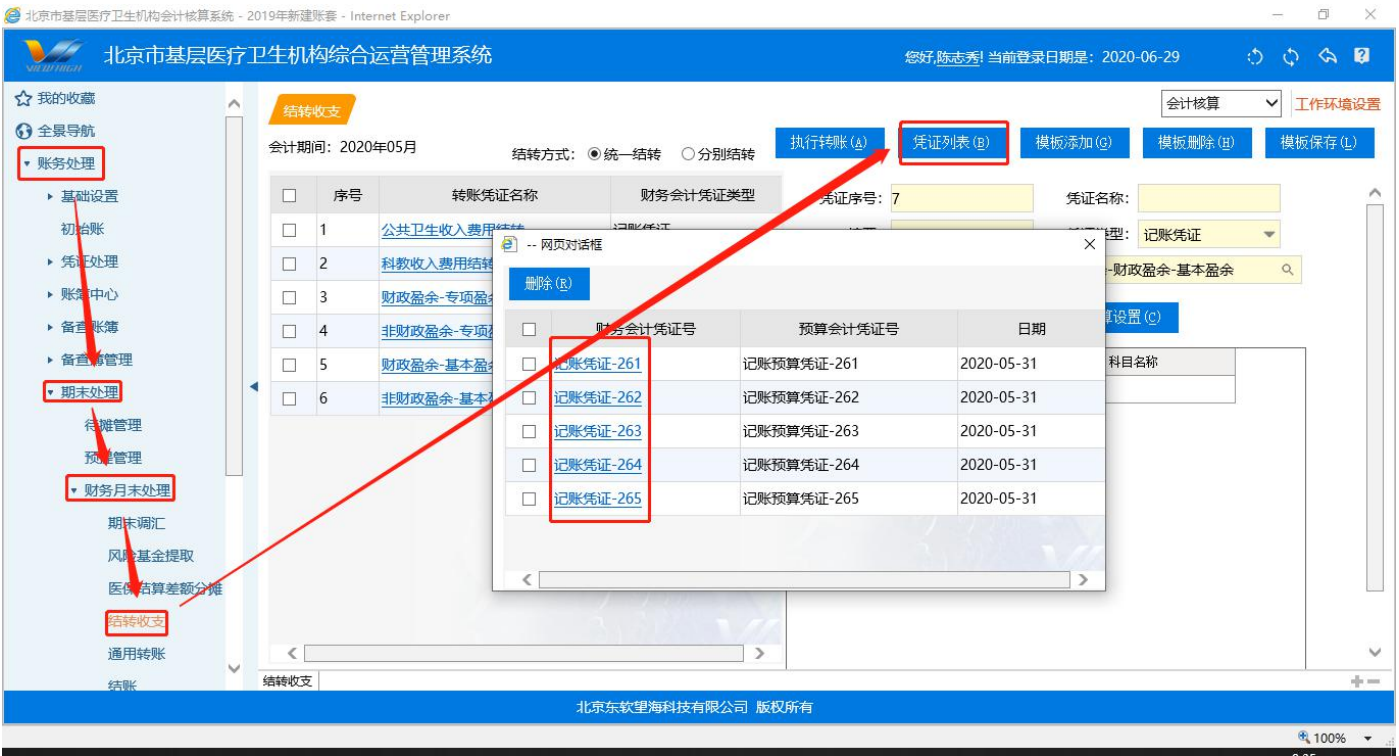 北京市基层医疗卫生机构会计核算系统 - 2019年新建账套 - Internet Explorer
北京市基层医疗卫生机构综合运营管理系统
您好,陈志秀! 当前登录日期是：2020-06-29
我的收藏
全景导航
账务处理
基础设置
初始账
凭证处理
账簿中心
备查账簿
备查簿管理
期末处理
待摊管理
预提管理
财务月末处理
期末调汇
风险基金提取
医保结算差额分摊
结转收支
通用转账
结账
结转收支
会计核算
工作环境设置
会计期间：2020年05月
结转方式：
统一结转
分别结转
执行转账(A)
凭证列表(B)
模板添加(G)
模板删除(H)
模板保存(L)
序号 转账凭证名称 财务会计凭证类型
1 公共卫生收入费用结转 记账凭证
2 科教收入费用结转
3 财政盈余-专项盈
4 非财政盈余-专项
5 财政盈余-基本盈
6 非财政盈余-基本
凭证序号：7
凭证名称：
类型：记账凭证
-财政盈余-基本盈余
算设置(C)
科目名称
-- 网页对话框
删除(R)
财务会计凭证号 预算会计凭证号 日期
记账凭证-261 记账预算凭证-261 2020-05-31
记账凭证-262 记账预算凭证-262 2020-05-31
记账凭证-263 记账预算凭证-263 2020-05-31
记账凭证-264 记账预算凭证-264 2020-05-31
记账凭证-265 记账预算凭证-265 2020-05-31
结转收支
北京东软望海科技有限公司 版权所有
100%